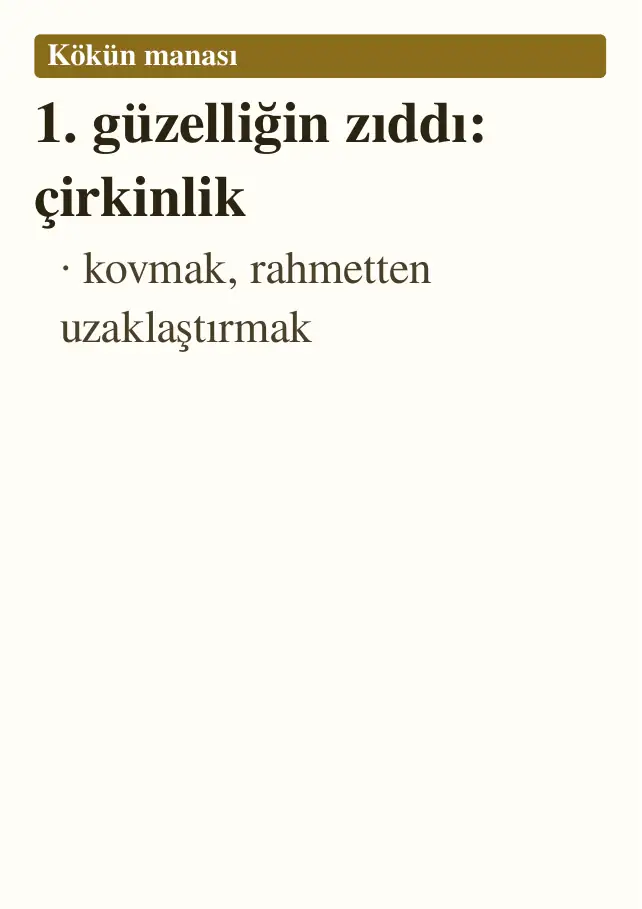 Kökün manası
1. güzelliğin zıddı:
çirkinlik
· kovmak, rahmetten
uzaklaştırmak